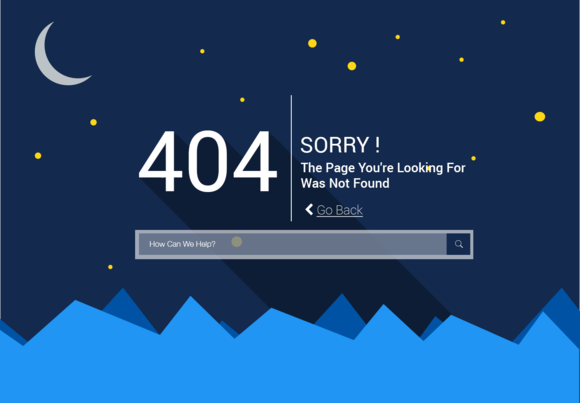 404
SORRY !
The Page You're Looking For
Was Not Found
Go Back
How Can We Help?